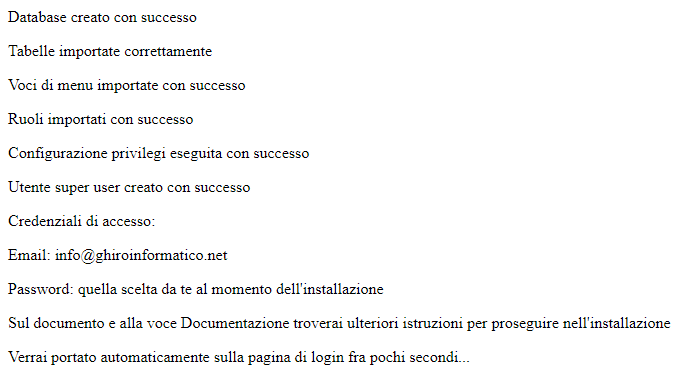 Database creato con successo
Tabelle importate correttamente
Voci di menu importate con successo
Ruoli importati con successo
Configurazione privilegi eseguita con successo
Utente super user creato con successo
Credenziali di accesso:
Email: info@ghiroinformatico.net
Password: quella scelta da te al momento dell'installazione
Sul documento e alla voce Documentazione troverai ulteriori istruzioni per proseguire nell'installazione
Verrai portato automaticamente sulla pagina di login fra pochi secondi...